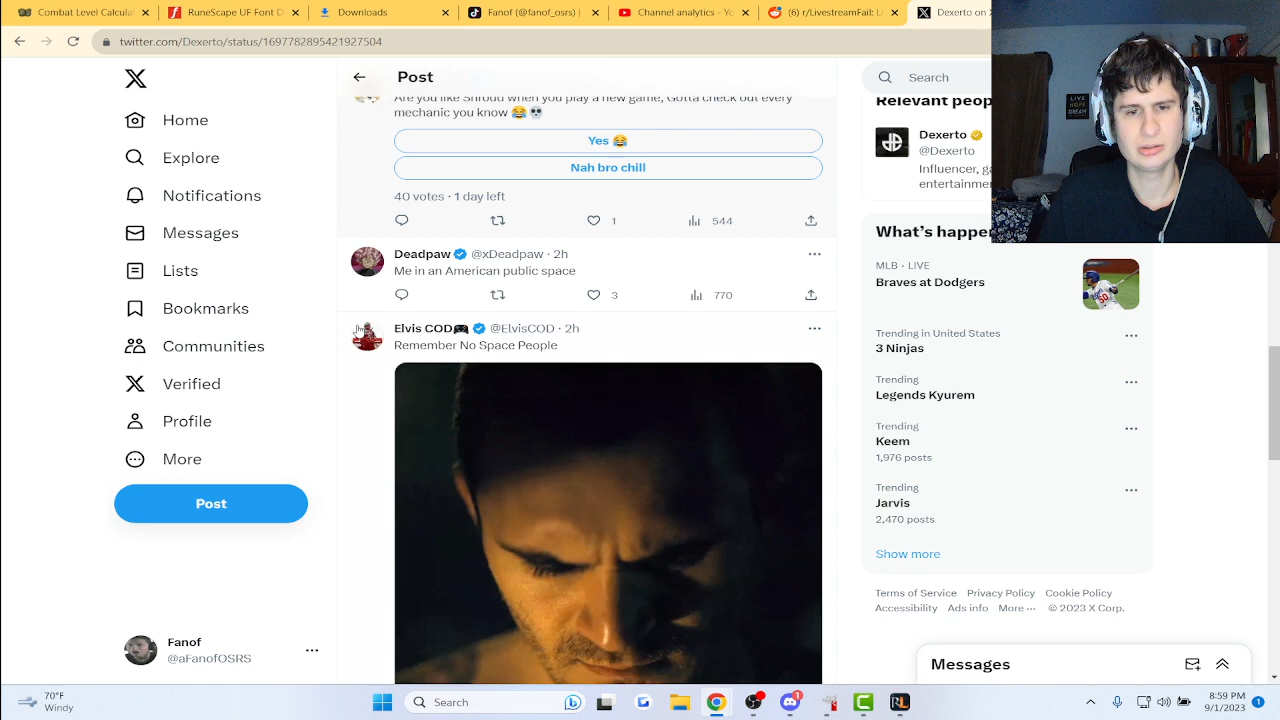 Combat Level Calcula
RuneScape UF Font D
Downloads
Fanof (@fanof_osrs) |
Channel analytics - Yo
(6) r/LivestreamFail: L
Dexerto on
twitter.com/Dexerto/status/1697782895421927504
Post
Search
Home
Explore
Notifications
Messages
Lists
Bookmarks
Communities
Verified
Profile
More
Post
Fanof
@aFanofOSRS
Are you like Shroud when you play a new game, Gotta check out every
mechanic you know 😂💀
Yes 😂
Nah bro chill
40 votes · 1 day left
1
544
Deadpaw @xDeadpaw · 2h
Me in an American public space
3
770
Elvis COD🎮 @ElvisCOD · 2h
Remember No Space People
Relevant peop
Dexerto
@Dexerto
Influencer, ga
entertainmen
What's happen
MLB · LIVE
Braves at Dodgers
Trending in United States
3 Ninjas
Trending
Legends Kyurem
Trending
Keem
1,976 posts
Trending
Jarvis
2,470 posts
Show more
Terms of Service Privacy Policy Cookie Policy
Accessibility Ads info More ··· © 2023 X Corp.
Messages
LIVE
HOPE
DREAM
70°F
Windy
Search
8:59 PM
9/1/2023
1